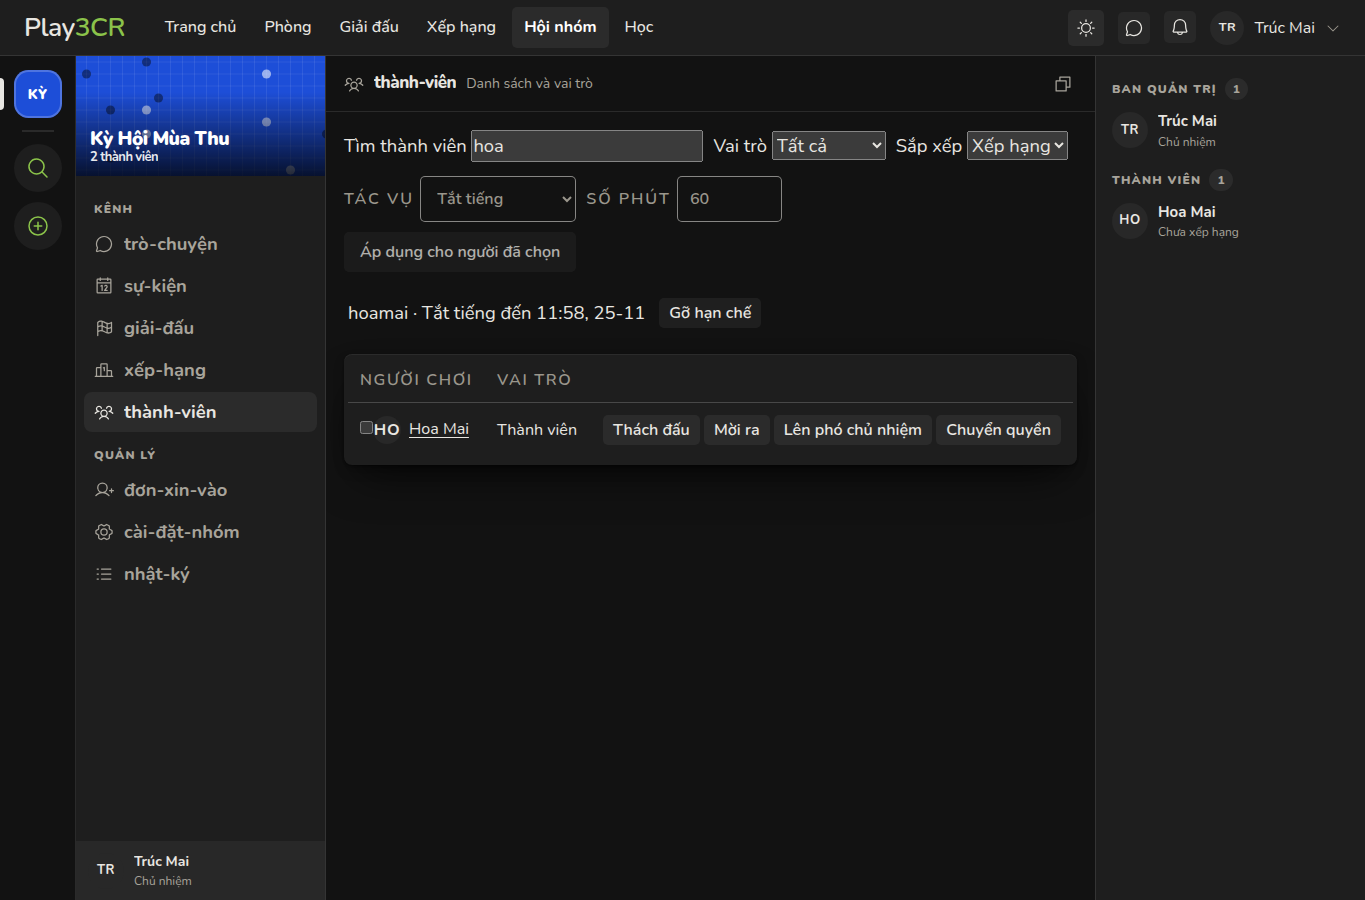 Play3CR
Trang chủ
Phòng
Giải đấu
Xếp hạng
Hội nhóm
Học
TR
Trúc Mai
KỲ
Kỳ Hội Mùa Thu
2 thành viên
KÊNH
trò-chuyện
12
sự-kiện
giải-đấu
1
xếp-hạng
thành-viên
QUẢN LÝ
đơn-xin-vào
cài-đặt-nhóm
nhật-ký
TR
Trúc Mai
Chủ nhiệm
thành-viên Danh sách và vai trò
Tìm thành viên hoa Vai trò Tất cả Sắp xếp Xếp hạng
TÁC VỤ Tắt tiếng SỐ PHÚT 60
Áp dụng cho người đã chọn
hoamai · Tắt tiếng đến 11:58, 25-11 Gỡ hạn chế
NGƯỜI CHƠI VAI TRÒ
HO Hoa Mai Thành viên Thách đấu Mời ra Lên phó chủ nhiệm Chuyển quyền
BAN QUẢN TRỊ 1
TR
Trúc Mai
Chủ nhiệm
THÀNH VIÊN 1
HO
Hoa Mai
Chưa xếp hạng